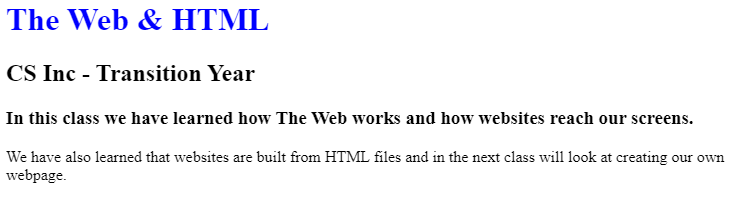 The Web & HTML
CS Inc - Transition Year
In this class we have learned how The Web works and how websites reach our screens.
We have also learned that websites are built from HTML files and in the next class will look at creating our own
webpage.